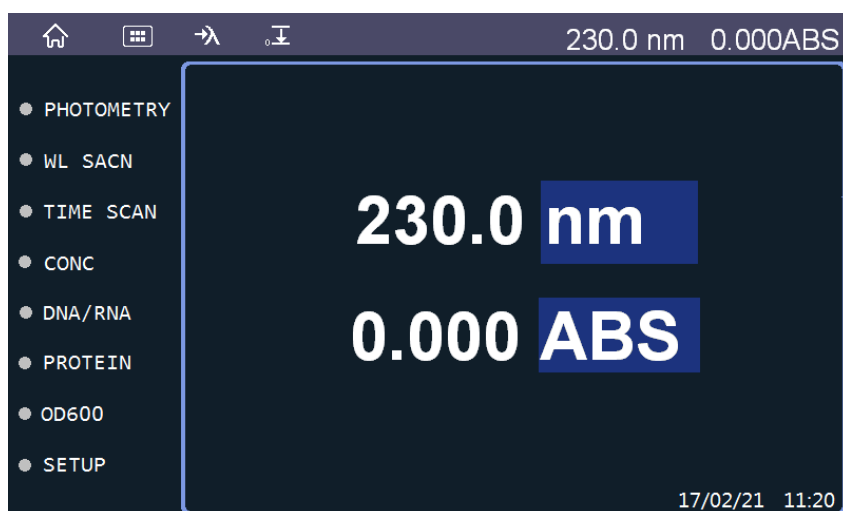 230.0 nm 0.000ABS
PHOTOMETRY
WL SACN
TIME SCAN
CONC
DNA/RNA
PROTEIN
OD600
SETUP
230.0 nm
0.000 ABS
17/02/21 11:20